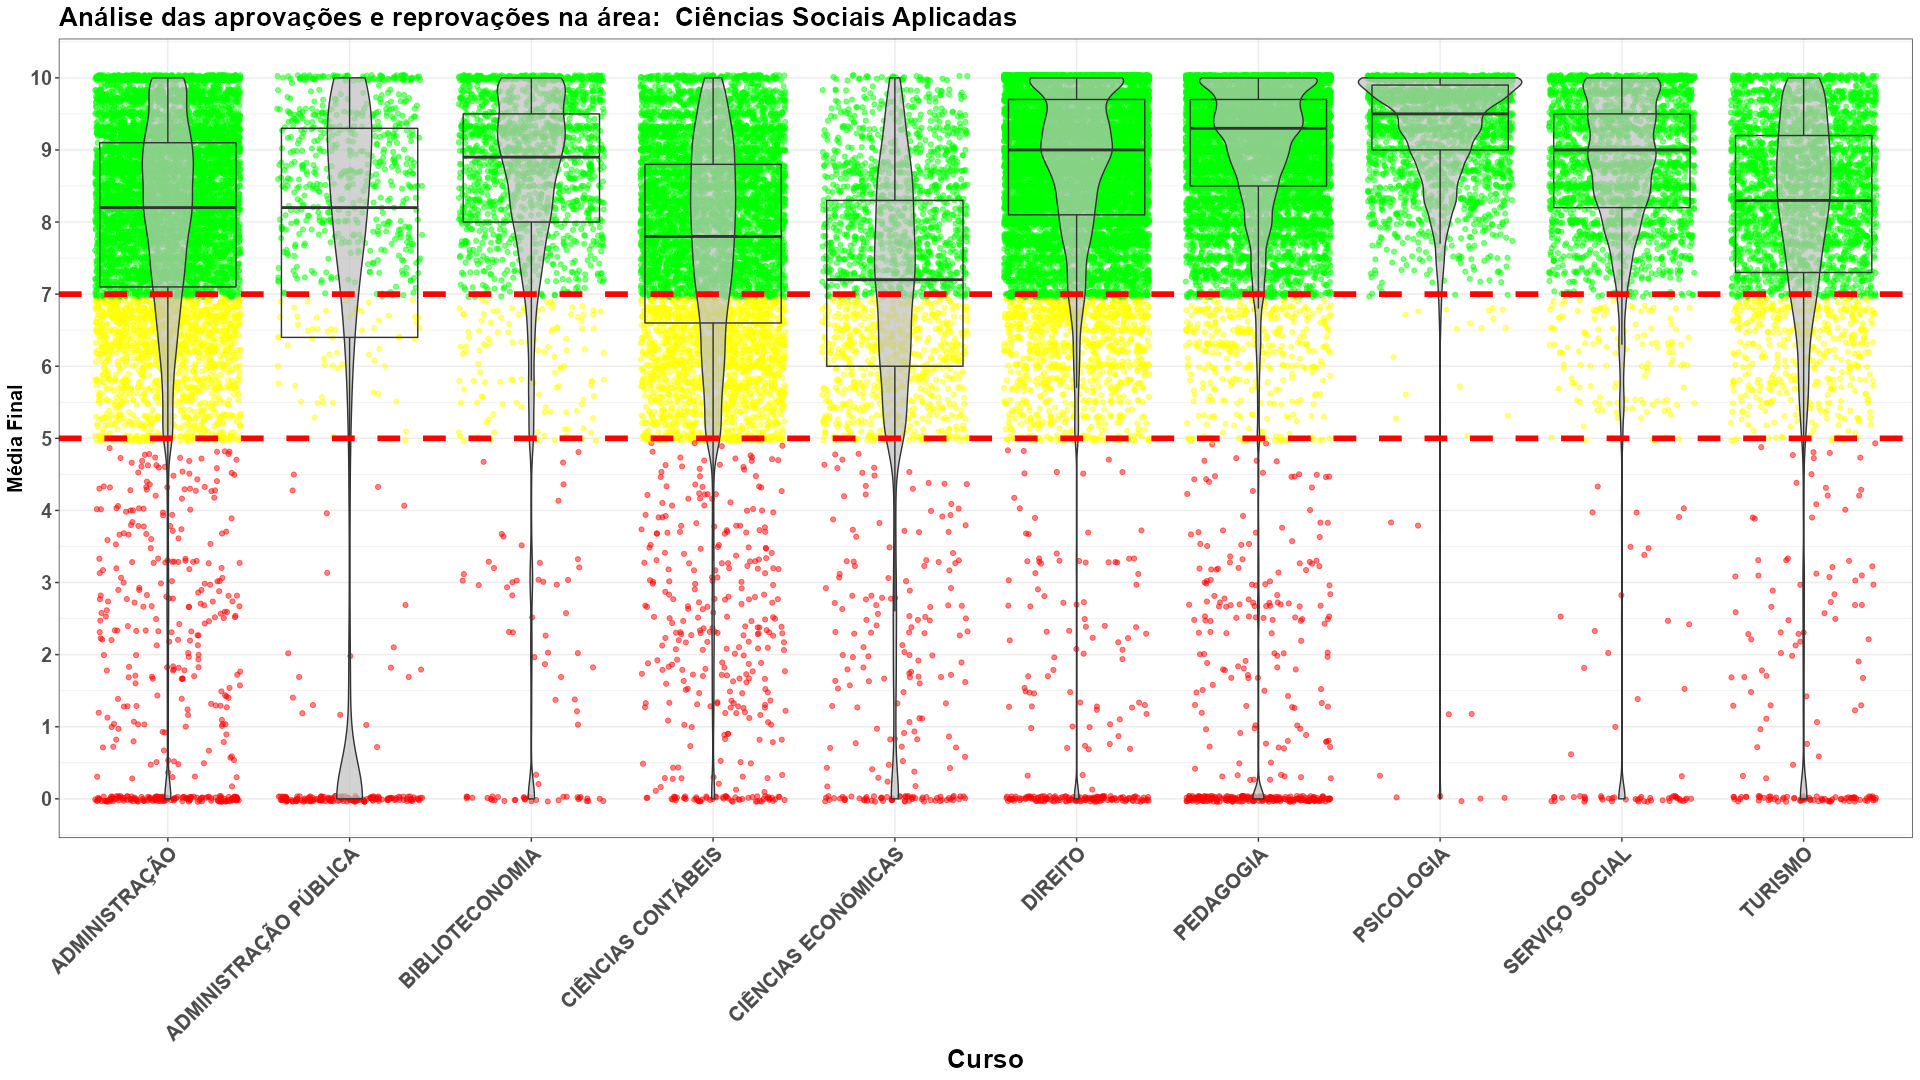 Análise das aprovações e reprovações na área:  Ciências Sociais Aplicadas
Média Final
10
9
8
7
6
5
4
3
2
1
0
ADMINISTRAÇÃO
ADMINISTRAÇÃO PÚBLICA
BIBLIOTECONOMIA
CIÊNCIAS CONTÁBEIS
CIÊNCIAS ECONÔMICAS
DIREITO
PEDAGOGIA
PSICOLOGIA
SERVIÇO SOCIAL
TURISMO
Curso